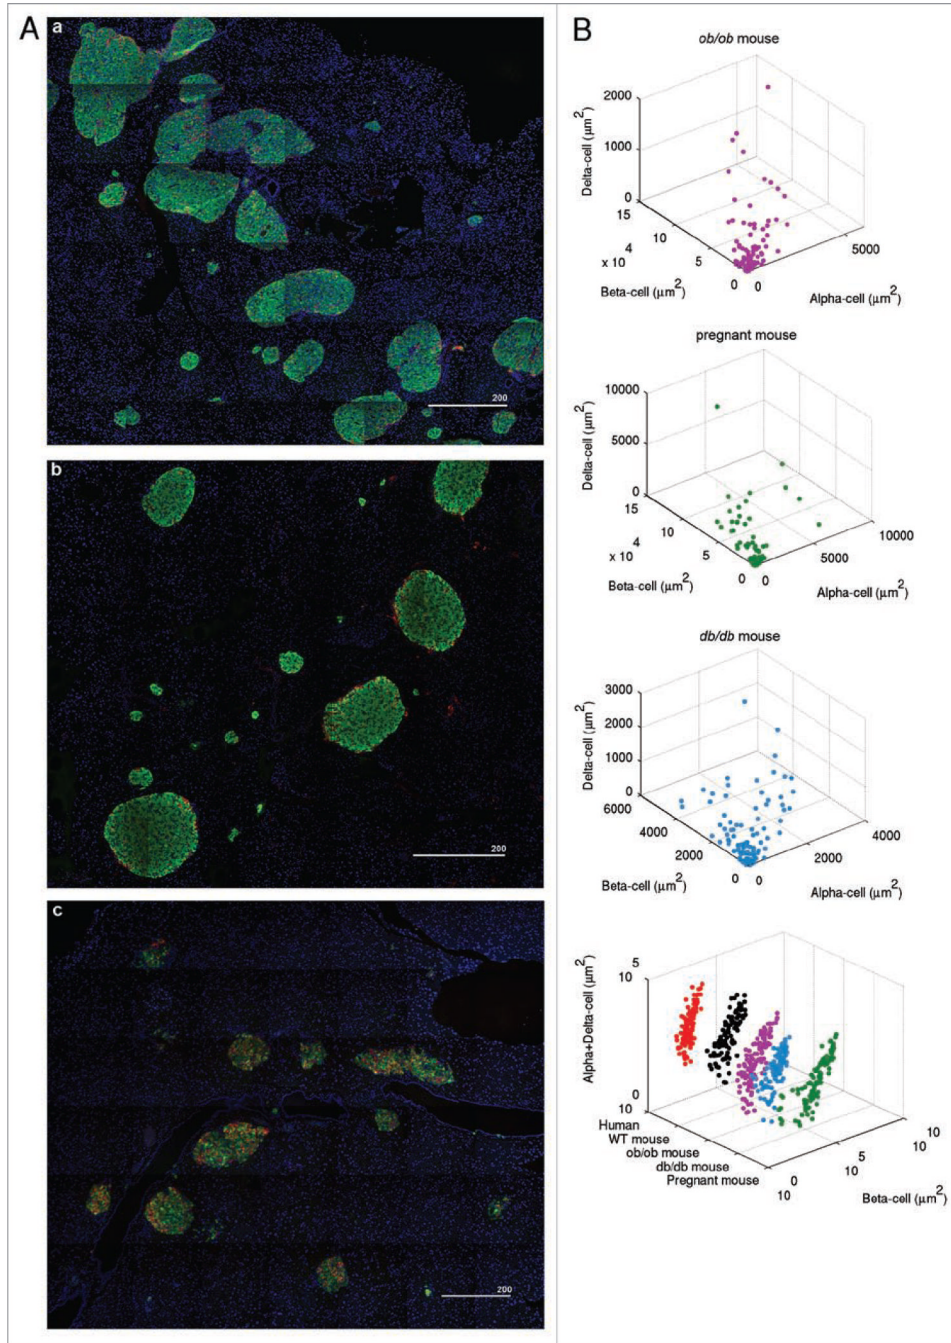 A
a
200
b
200
c
200
B
ob/ob mouse
Delta-cell (μm2)
2000
1000
0
15
10
5
0
x 10 4
Beta-cell (μm2)
0
5000
Alpha-cell (μm2)
pregnant mouse
Delta-cell (μm2)
10000
5000
0
15
10
5
0
x 10 4
Beta-cell (μm2)
0
5000
10000
Alpha-cell (μm2)
db/db mouse
Delta-cell (μm2)
3000
2000
1000
0
6000
4000
2000
0
Beta-cell (μm2)
0
2000
4000
Alpha-cell (μm2)
Alpha+Delta-cell (μm2)
10 5
10 0
Human
WT mouse
ob/ob mouse
db/db mouse
Pregnant mouse
10 0
10 5
10 10
Beta-cell (μm2)